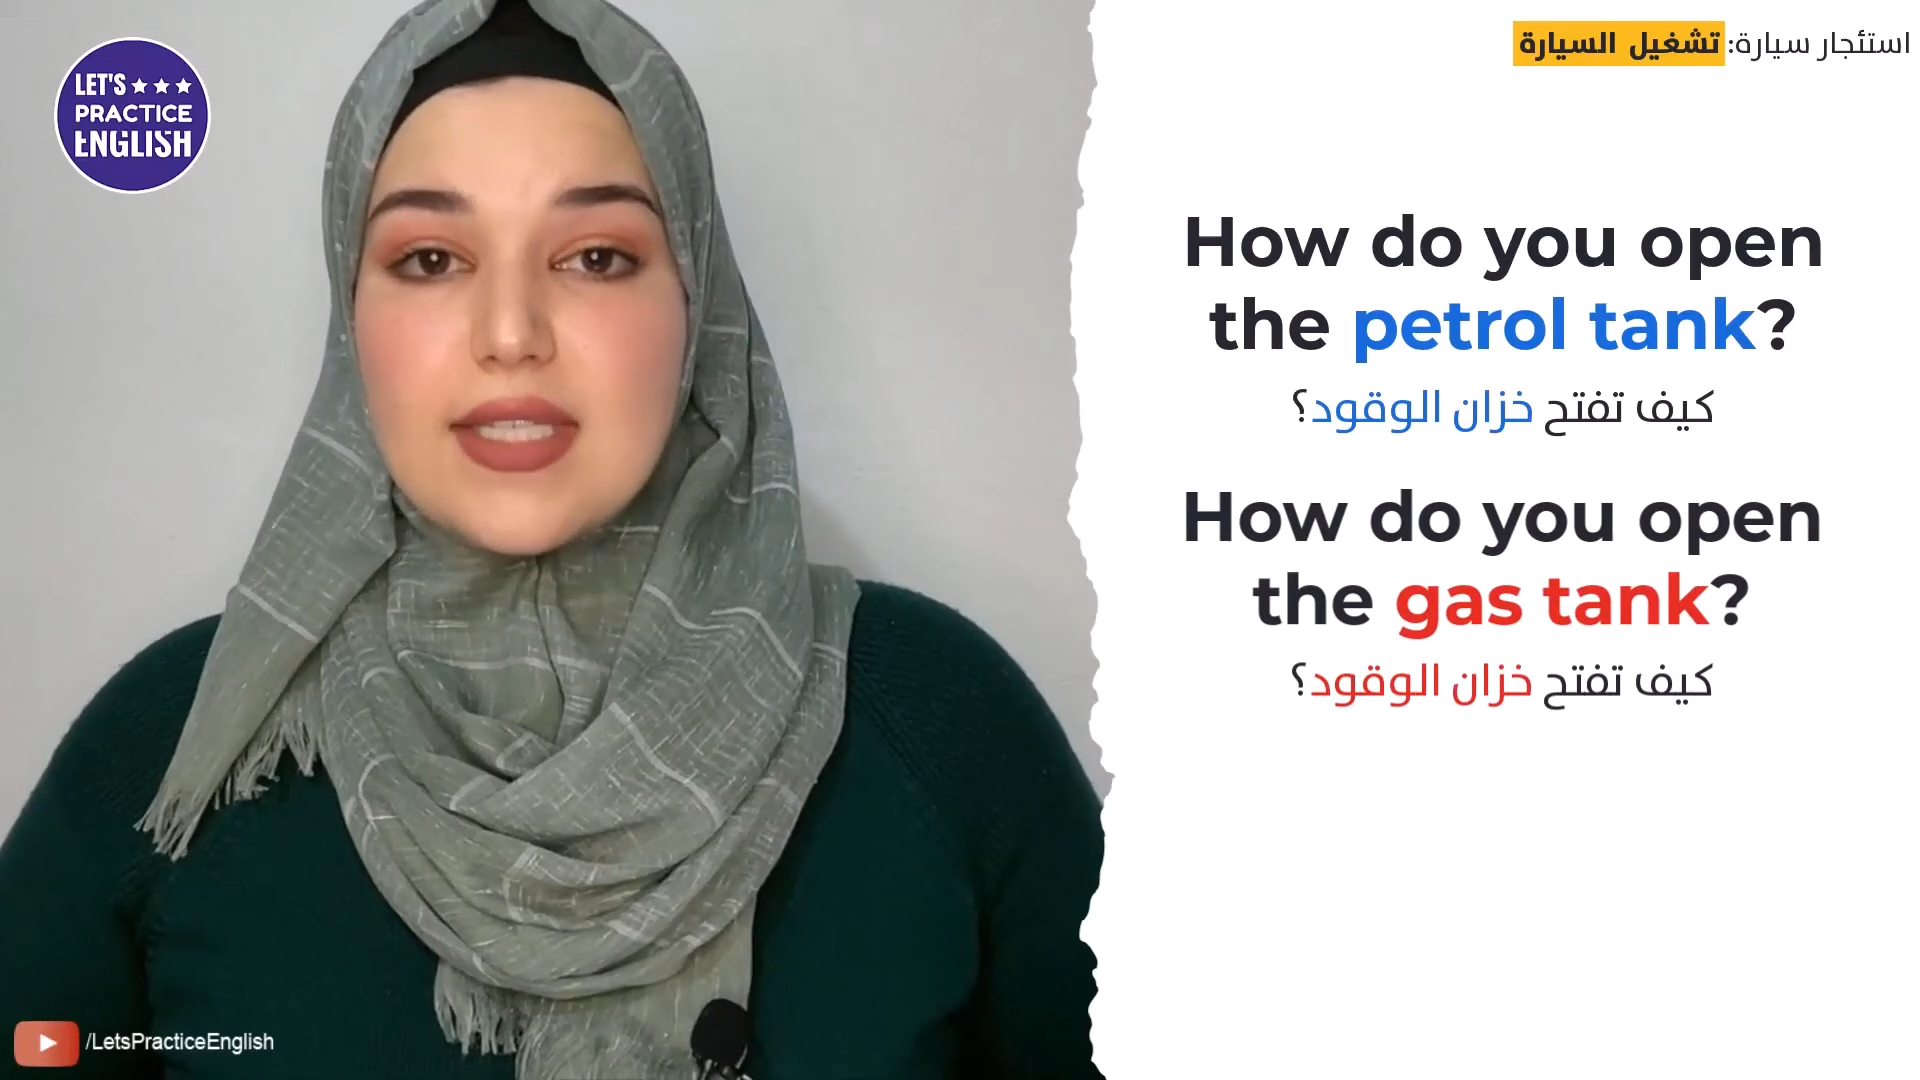 LET'S
PRACTICE
ENGLISH
استئجار سيارة: تشغيل السيارة
How do you open
the petrol tank?
كيف تفتح خزان الوقود؟
How do you open
the gas tank?
كيف تفتح خزان الوقود؟
/LetsPracticeEnglish